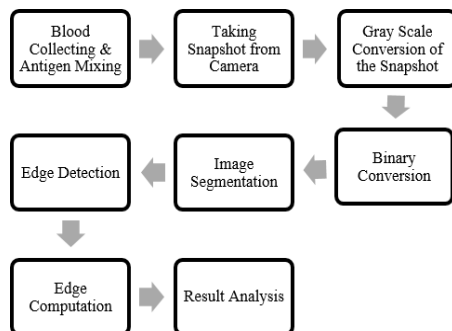 Blood
Collecting &
Antigen Mixing
Taking
Snapshot from
Camera
Gray Scale
Conversion of
the Snapshot
Binary
Conversion
Image
Segmentation
Edge Detection
Edge
Computation
Result Analysis